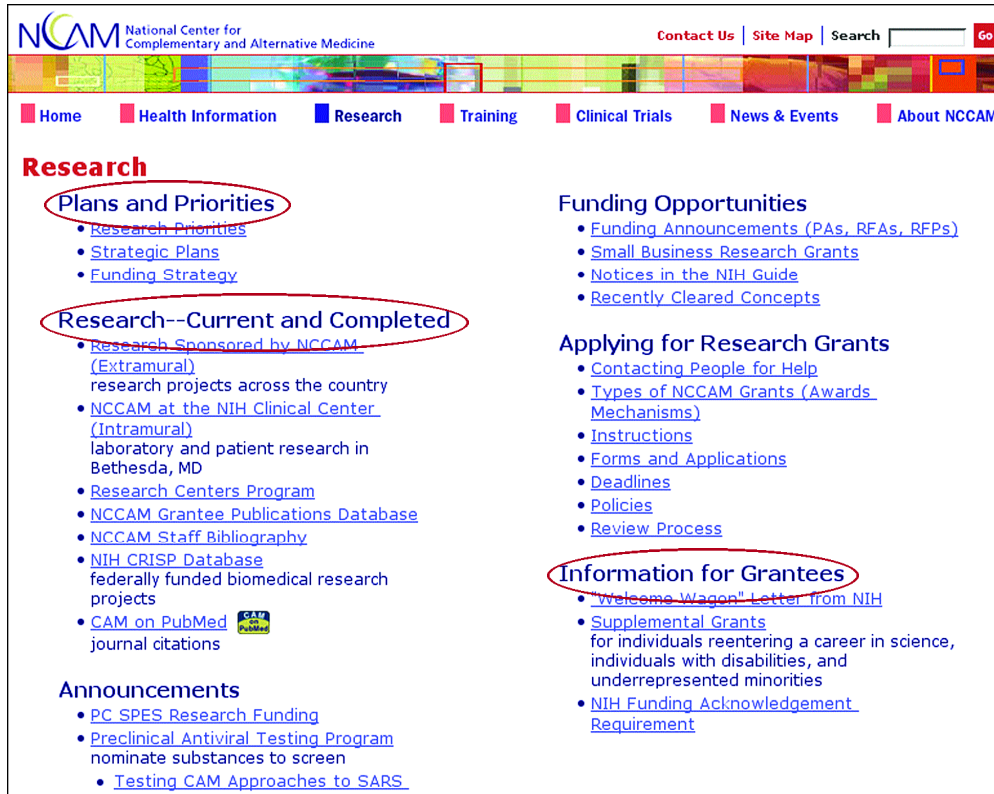 NCAM National Center for
Complementary and Alternative Medicine
Contact Us | Site Map | Search Go
Home Health Information Research Training Clinical Trials News & Events About NCCAM
Research
Plans and Priorities
• Research Priorities
• Strategic Plans
• Funding Strategy
Research--Current and Completed
• Research Sponsored by NCCAM
(Extramural)
research projects across the country
• NCCAM at the NIH Clinical Center
(Intramural)
laboratory and patient research in
Bethesda, MD
• Research Centers Program
• NCCAM Grantee Publications Database
• NCCAM Staff Bibliography
• NIH CRISP Database
federally funded biomedical research
projects
• CAM on PubMed CAM on PubMed
journal citations
Announcements
• PC SPES Research Funding
• Preclinical Antiviral Testing Program
nominate substances to screen
• Testing CAM Approaches to SARS
Funding Opportunities
• Funding Announcements (PAs, RFAs, RFPs)
• Small Business Research Grants
• Notices in the NIH Guide
• Recently Cleared Concepts
Applying for Research Grants
• Contacting People for Help
• Types of NCCAM Grants (Awards
Mechanisms)
• Instructions
• Forms and Applications
• Deadlines
• Policies
• Review Process
Information for Grantees
• "Welcome Wagon" Letter from NIH
• Supplemental Grants
for individuals reentering a career in science,
individuals with disabilities, and
underrepresented minorities
• NIH Funding Acknowledgement
Requirement